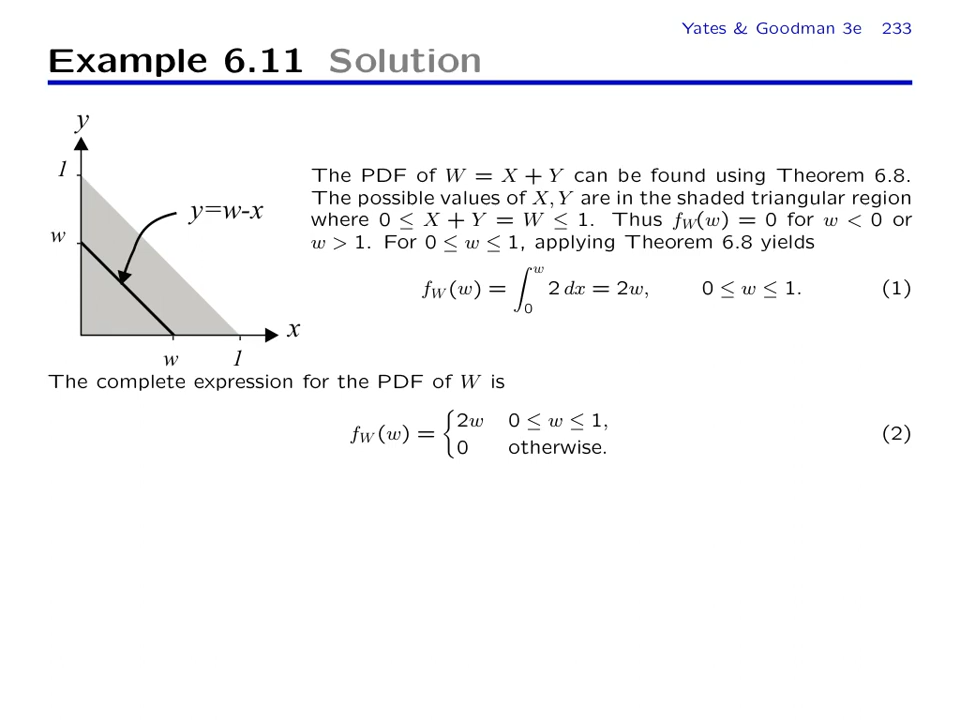 Yates & Goodman 3e 233
Example 6.11 Solution
y
1
w
y=w-x
x
w 1
The PDF of W = X + Y can be found using Theorem 6.8.
The possible values of X, Y are in the shaded triangular region
where 0 ≤ X + Y = W ≤ 1. Thus f_W(w) = 0 for w < 0 or
w > 1. For 0 ≤ w ≤ 1, applying Theorem 6.8 yields
f_W(w) = ∫_0^w 2 dx = 2w, 0 ≤ w ≤ 1. (1)
The complete expression for the PDF of W is
f_W(w) = { 2w 0 ≤ w ≤ 1,
0 otherwise. (2)